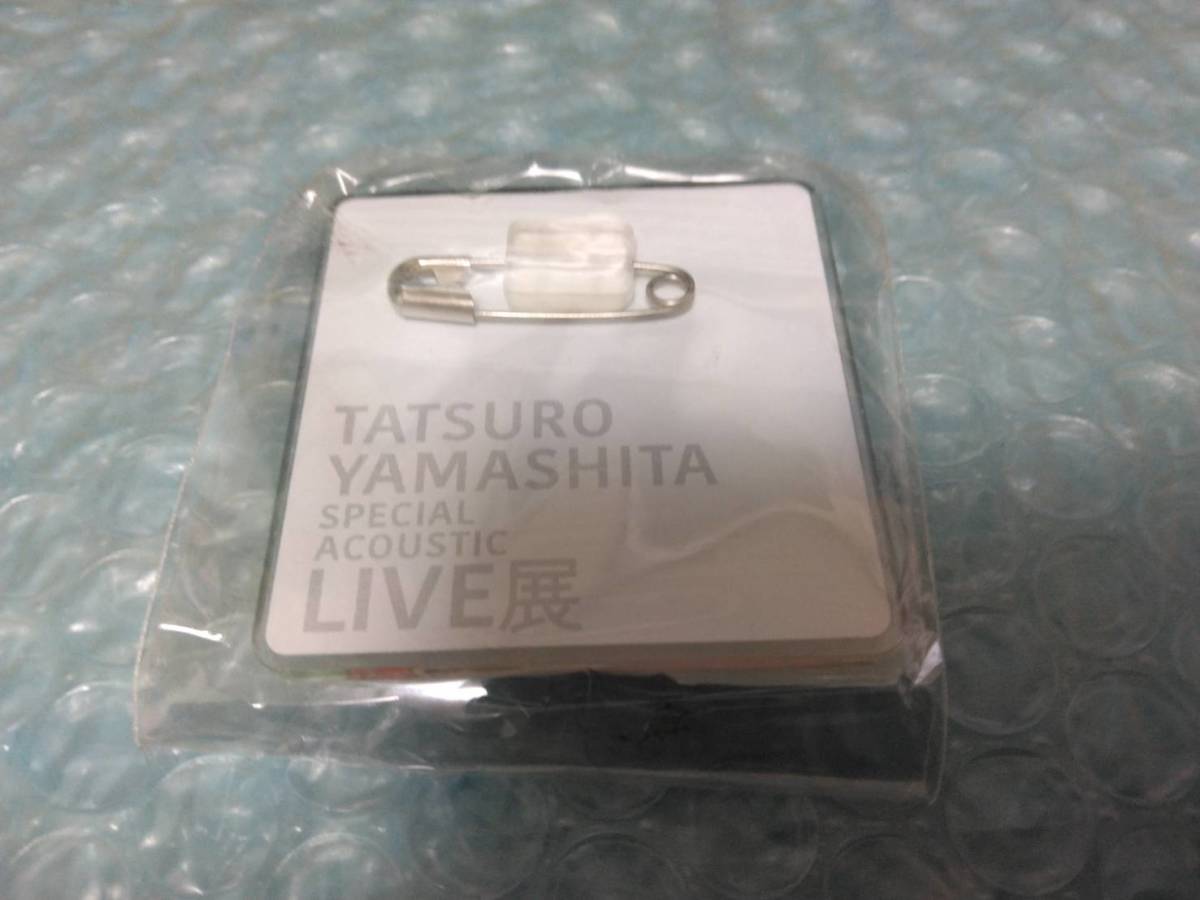 TATSURO
YAMASHITA
SPECIAL
ACOUSTIC
LIVE展